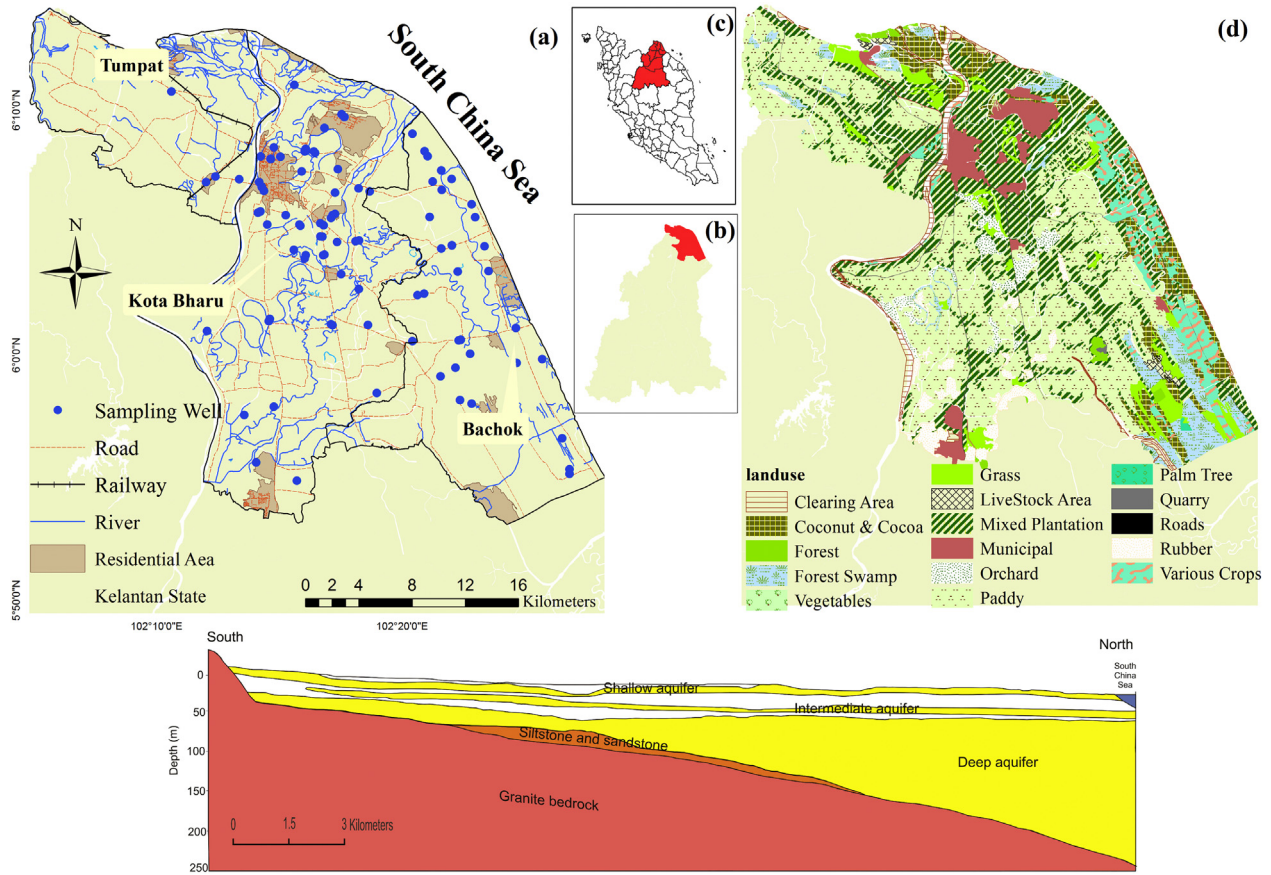 (a)
Tumpat
South China Sea
6°10'0"N
N
Kota Bharu
6°0'0"N
Bachok
Sampling Well
Road
Railway
River
Residential Aea
Kelantan State
0 2 4 8 12 16
Kilometers
5°50'0"N
102°10'0"E
102°20'0"E
(c)
(b)
(d)
landuse
Clearing Area
Coconut & Cocoa
Forest
Forest Swamp
Vegetables
Grass
LiveStock Area
Mixed Plantation
Municipal
Orchard
Paddy
Palm Tree
Quarry
Roads
Rubber
Various Crops
South
North
South
China
Sea
Depth (m)
0
50
100
150
200
250
Shallow aquifer
Intermediate aquifer
Siltstone and sandstone
Deep aquifer
Granite bedrock
0 1.5 3 Kilometers